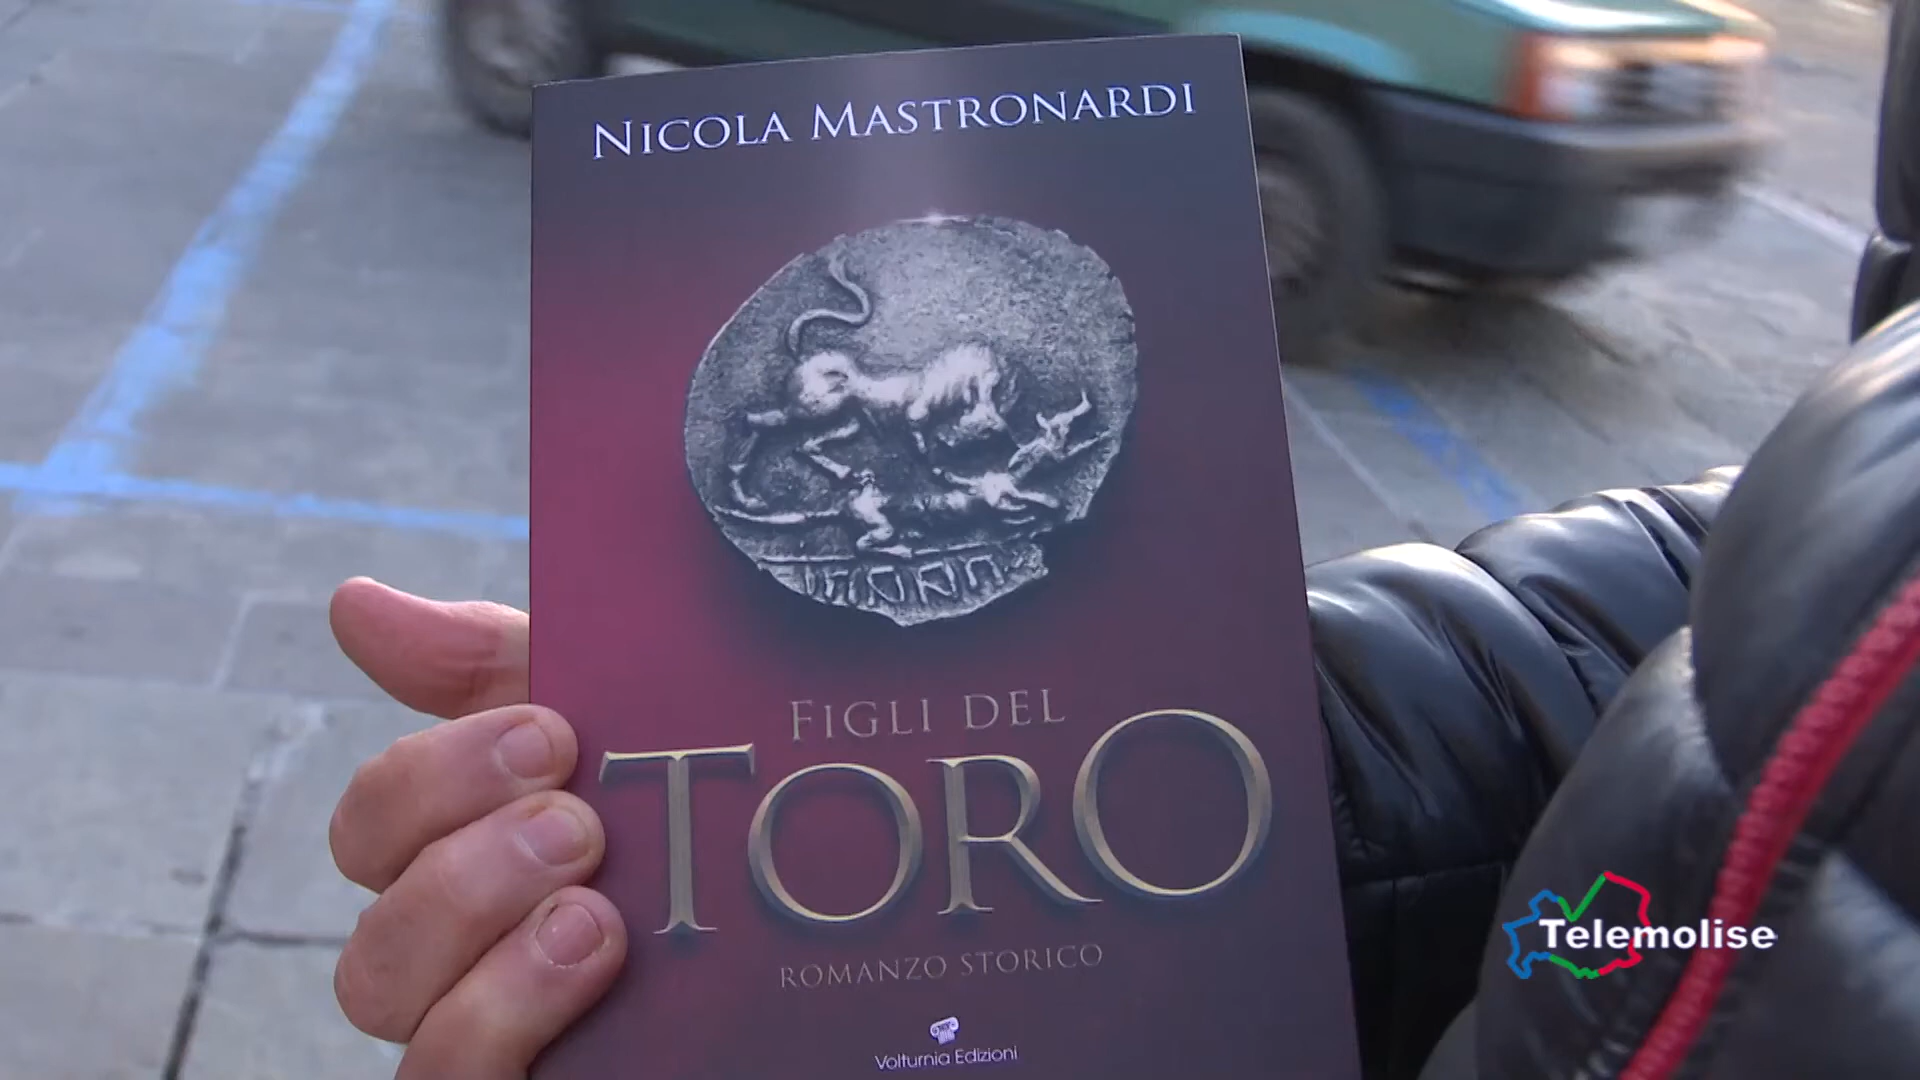 NICOLA MASTRONARDI
FIGLI DEL
TORO
ROMANZO STORICO
Volturnia Edizioni
Telemolise